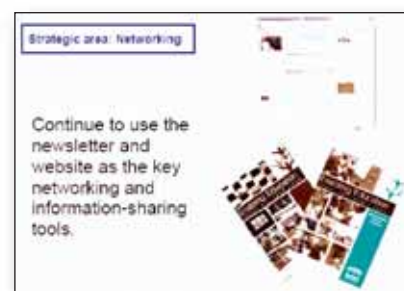 Strategic area: Networking
Continue to use the
newsletter and
website as the key
networking and
information-sharing
tools.